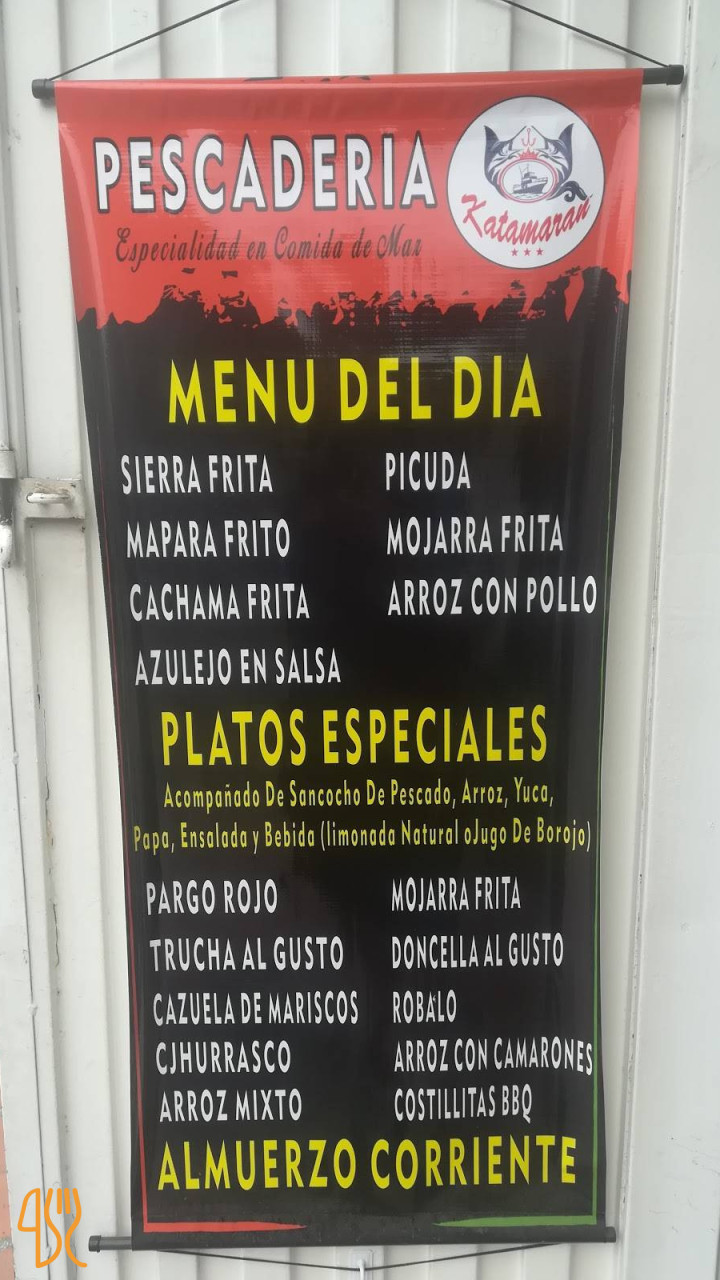 PESCADERIA
Especialidad en Comida de Mar
Katamaran
MENU DEL DIA
SIERRA FRITA
MAPARA FRITO
CACHAMA FRITA
AZULEJO EN SALSA
PICUDA
MOJARRA FRITA
ARROZ CON POLLO
PLATOS ESPECIALES
Acompañado De Sancocho De Pescado, Arroz, Yuca,
Papa, Ensalada y Bebida (limonada Natural oJugo De Borojo)
PARGO ROJO
TRUCHA AL GUSTO
CAZUELA DE MARISCOS
CJHURRASCO
ARROZ MIXTO
MOJARRA FRITA
DONCELLA AL GUSTO
ROBALO
ARROZ CON CAMARONES
COSTILLITAS BBQ
ALMUERZO CORRIENTE